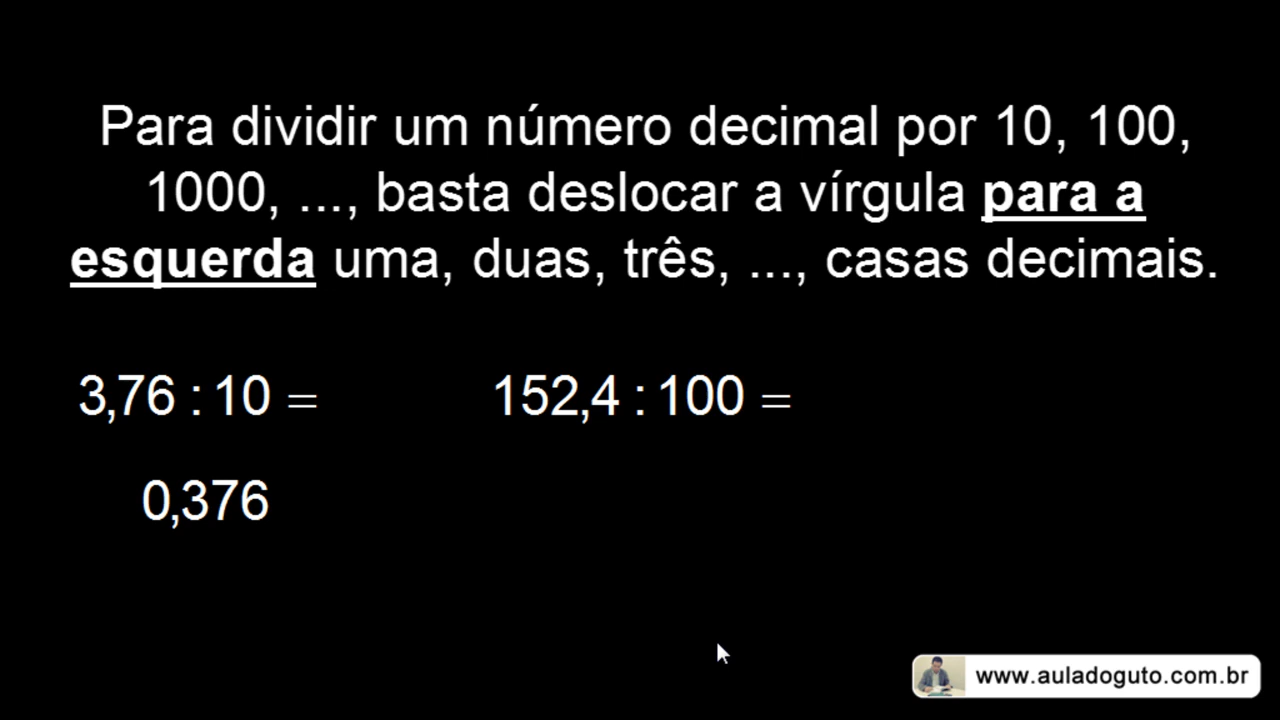 Para dividir um número decimal por 10, 100,
1000, ..., basta deslocar a vírgula para a
esquerda uma, duas, três, ..., casas decimais.
3,76 : 10 = 152,4 : 100 =
0,376
www.auladoguto.com.br